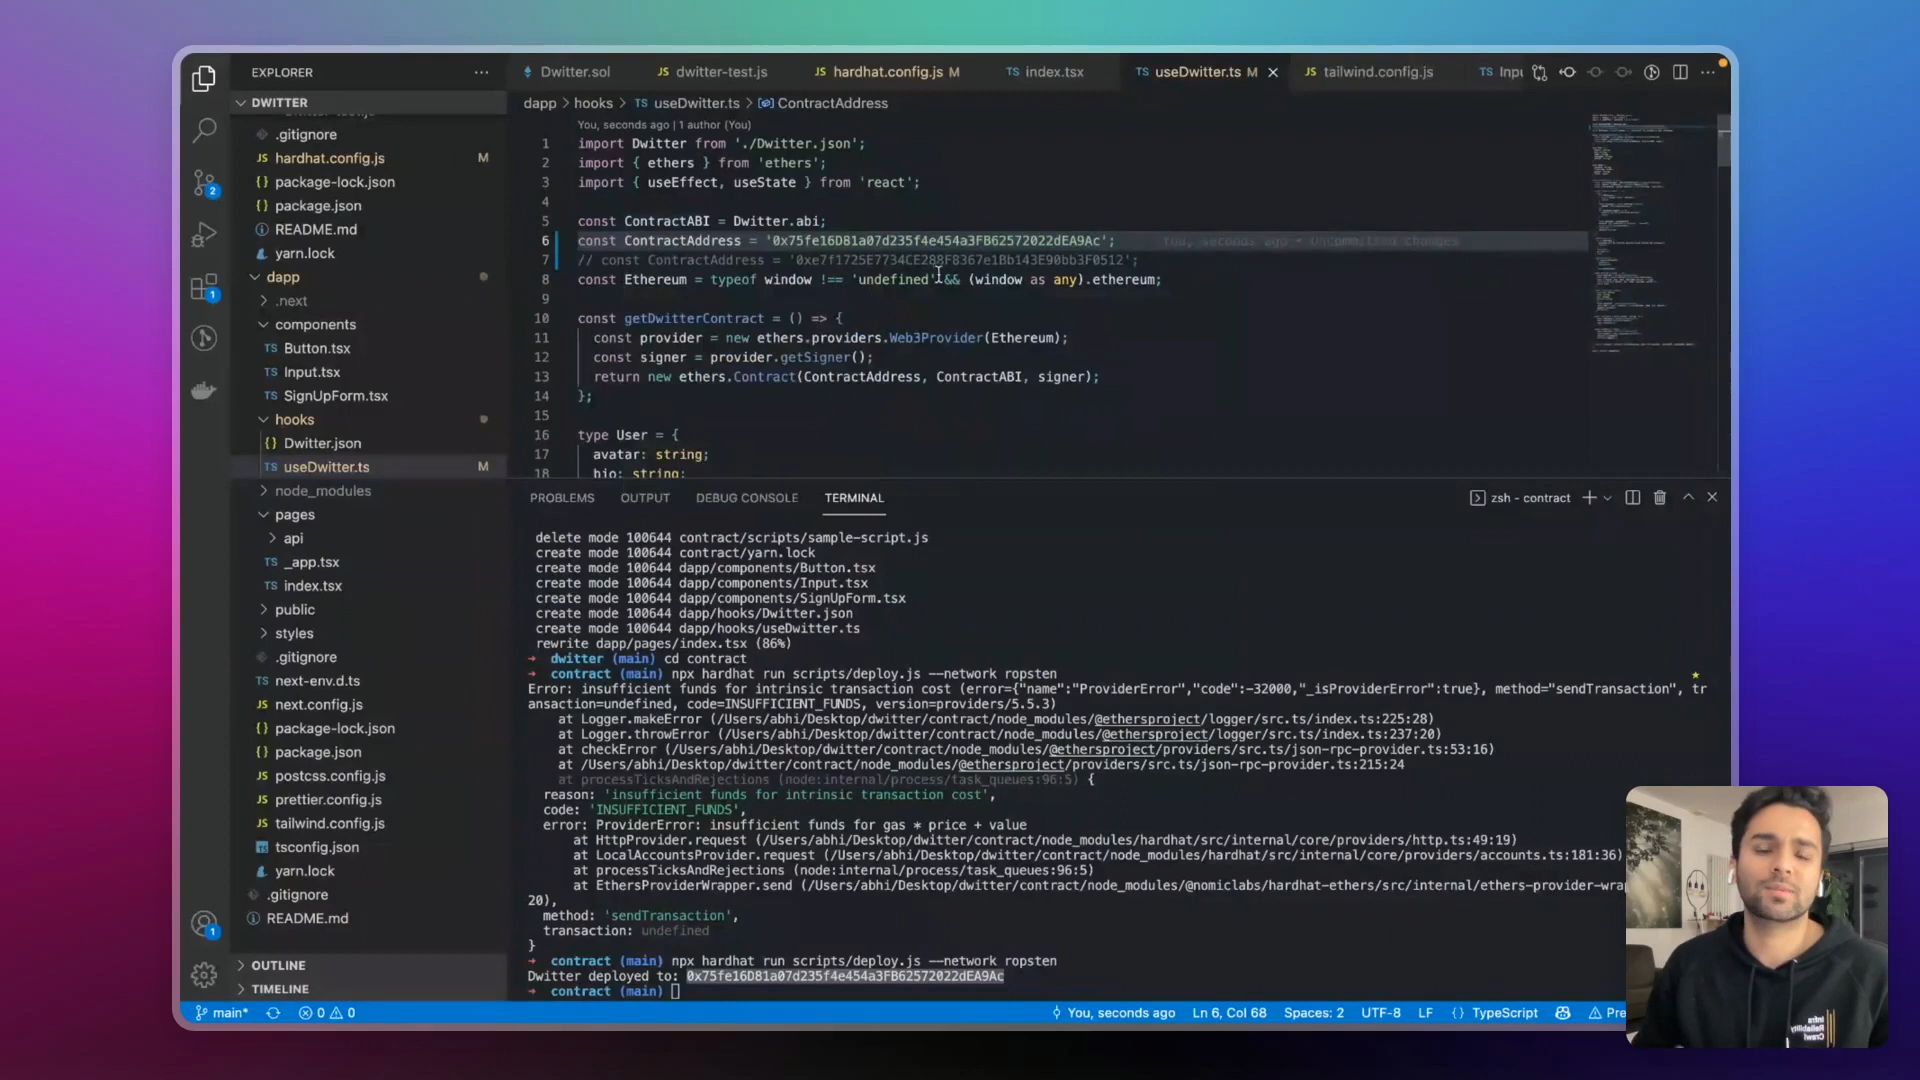 EXPLORER
DWITTER
.gitignore
hardhat.config.js M
package-lock.json
package.json
README.md
yarn.lock
dapp
.next
components
Button.tsx
Input.tsx
SignUpForm.tsx
hooks
Dwitter.json
useDwitter.ts M
node_modules
pages
api
_app.tsx
index.tsx
public
styles
.gitignore
next-env.d.ts
next.config.js
package-lock.json
package.json
postcss.config.js
prettier.config.js
tailwind.config.js
tsconfig.json
yarn.lock
.gitignore
README.md
OUTLINE
TIMELINE
Dwitter.sol JS dwitter-test.js JS hardhat.config.js M TS index.tsx TS useDwitter.ts M JS tailwind.config.js TS
dapp > hooks > TS useDwitter.ts > ContractAddress
You, seconds ago | 1 author (You)
1 import Dwitter from './Dwitter.json';
2 import { ethers } from 'ethers';
3 import { useEffect, useState } from 'react';
4
5 const ContractABI = Dwitter.abi;
6 const ContractAddress = '0x75fe16D81a07d235f4e454a3FB62572022dEA9Ac'; You, seconds ago • Uncommitted changes
7 // const ContractAddress = '0xe7f1725E7734CE288F8367e1Bb143E90bb3F0512';
8 const Ethereum = typeof window !== 'undefined' && (window as any).ethereum;
9
10 const getDwitterContract = () => {
11 const provider = new ethers.providers.Web3Provider(Ethereum);
12 const signer = provider.getSigner();
13 return new ethers.Contract(ContractAddress, ContractABI, signer);
14 };
15
16 type User = {
17 avatar: string;
18 bio: string;
PROBLEMS OUTPUT DEBUG CONSOLE TERMINAL zsh - contract
delete mode 100644 contract/scripts/sample-script.js
create mode 100644 contract/yarn.lock
create mode 100644 dapp/components/Button.tsx
create mode 100644 dapp/components/Input.tsx
create mode 100644 dapp/components/SignUpForm.tsx
create mode 100644 dapp/hooks/Dwitter.json
create mode 100644 dapp/hooks/useDwitter.ts
rewrite dapp/pages/index.tsx (86%)
→ dwitter (main) cd contract
→ contract (main) npx hardhat run scripts/deploy.js --network ropsten
Error: insufficient funds for intrinsic transaction cost (error={"name":"ProviderError","code":-32000,"_isProviderError":true}, method="sendTransaction", tr
ansaction=undefined, code=INSUFFICIENT_FUNDS, version=providers/5.5.3)
at Logger.makeError (/Users/abhi/Desktop/dwitter/contract/node_modules/@ethersproject/logger/src.ts/index.ts:225:28)
at Logger.throwError (/Users/abhi/Desktop/dwitter/contract/node_modules/@ethersproject/logger/src.ts/index.ts:237:20)
at checkError (/Users/abhi/Desktop/dwitter/contract/node_modules/@ethersproject/providers/src.ts/json-rpc-provider.ts:53:16)
at /Users/abhi/Desktop/dwitter/contract/node_modules/@ethersproject/providers/src.ts/json-rpc-provider.ts:215:24
at processTicksAndRejections (node:internal/process/task_queues:96:5) {
reason: 'insufficient funds for intrinsic transaction cost',
code: 'INSUFFICIENT_FUNDS',
error: ProviderError: insufficient funds for gas * price + value
at HttpProvider.request (/Users/abhi/Desktop/dwitter/contract/node_modules/hardhat/src/internal/core/providers/http.ts:49:19)
at LocalAccountsProvider.request (/Users/abhi/Desktop/dwitter/contract/node_modules/hardhat/src/internal/core/providers/accounts.ts:181:36)
at processTicksAndRejections (node:internal/process/task_queues:96:5)
at EthersProviderWrapper.send (/Users/abhi/Desktop/dwitter/contract/node_modules/@nomiclabs/hardhat-ethers/src/internal/ethers-provider-wra
20),
method: 'sendTransaction',
transaction: undefined
}
→ contract (main) npx hardhat run scripts/deploy.js --network ropsten
Dwitter deployed to: 0x75fe16D81a07d235f4e454a3FB62572022dEA9Ac
→ contract (main)
main* 0 0 You, seconds ago Ln 6, Col 68 Spaces: 2 UTF-8 LF {} TypeScript
Infra
Reliability
Crawl